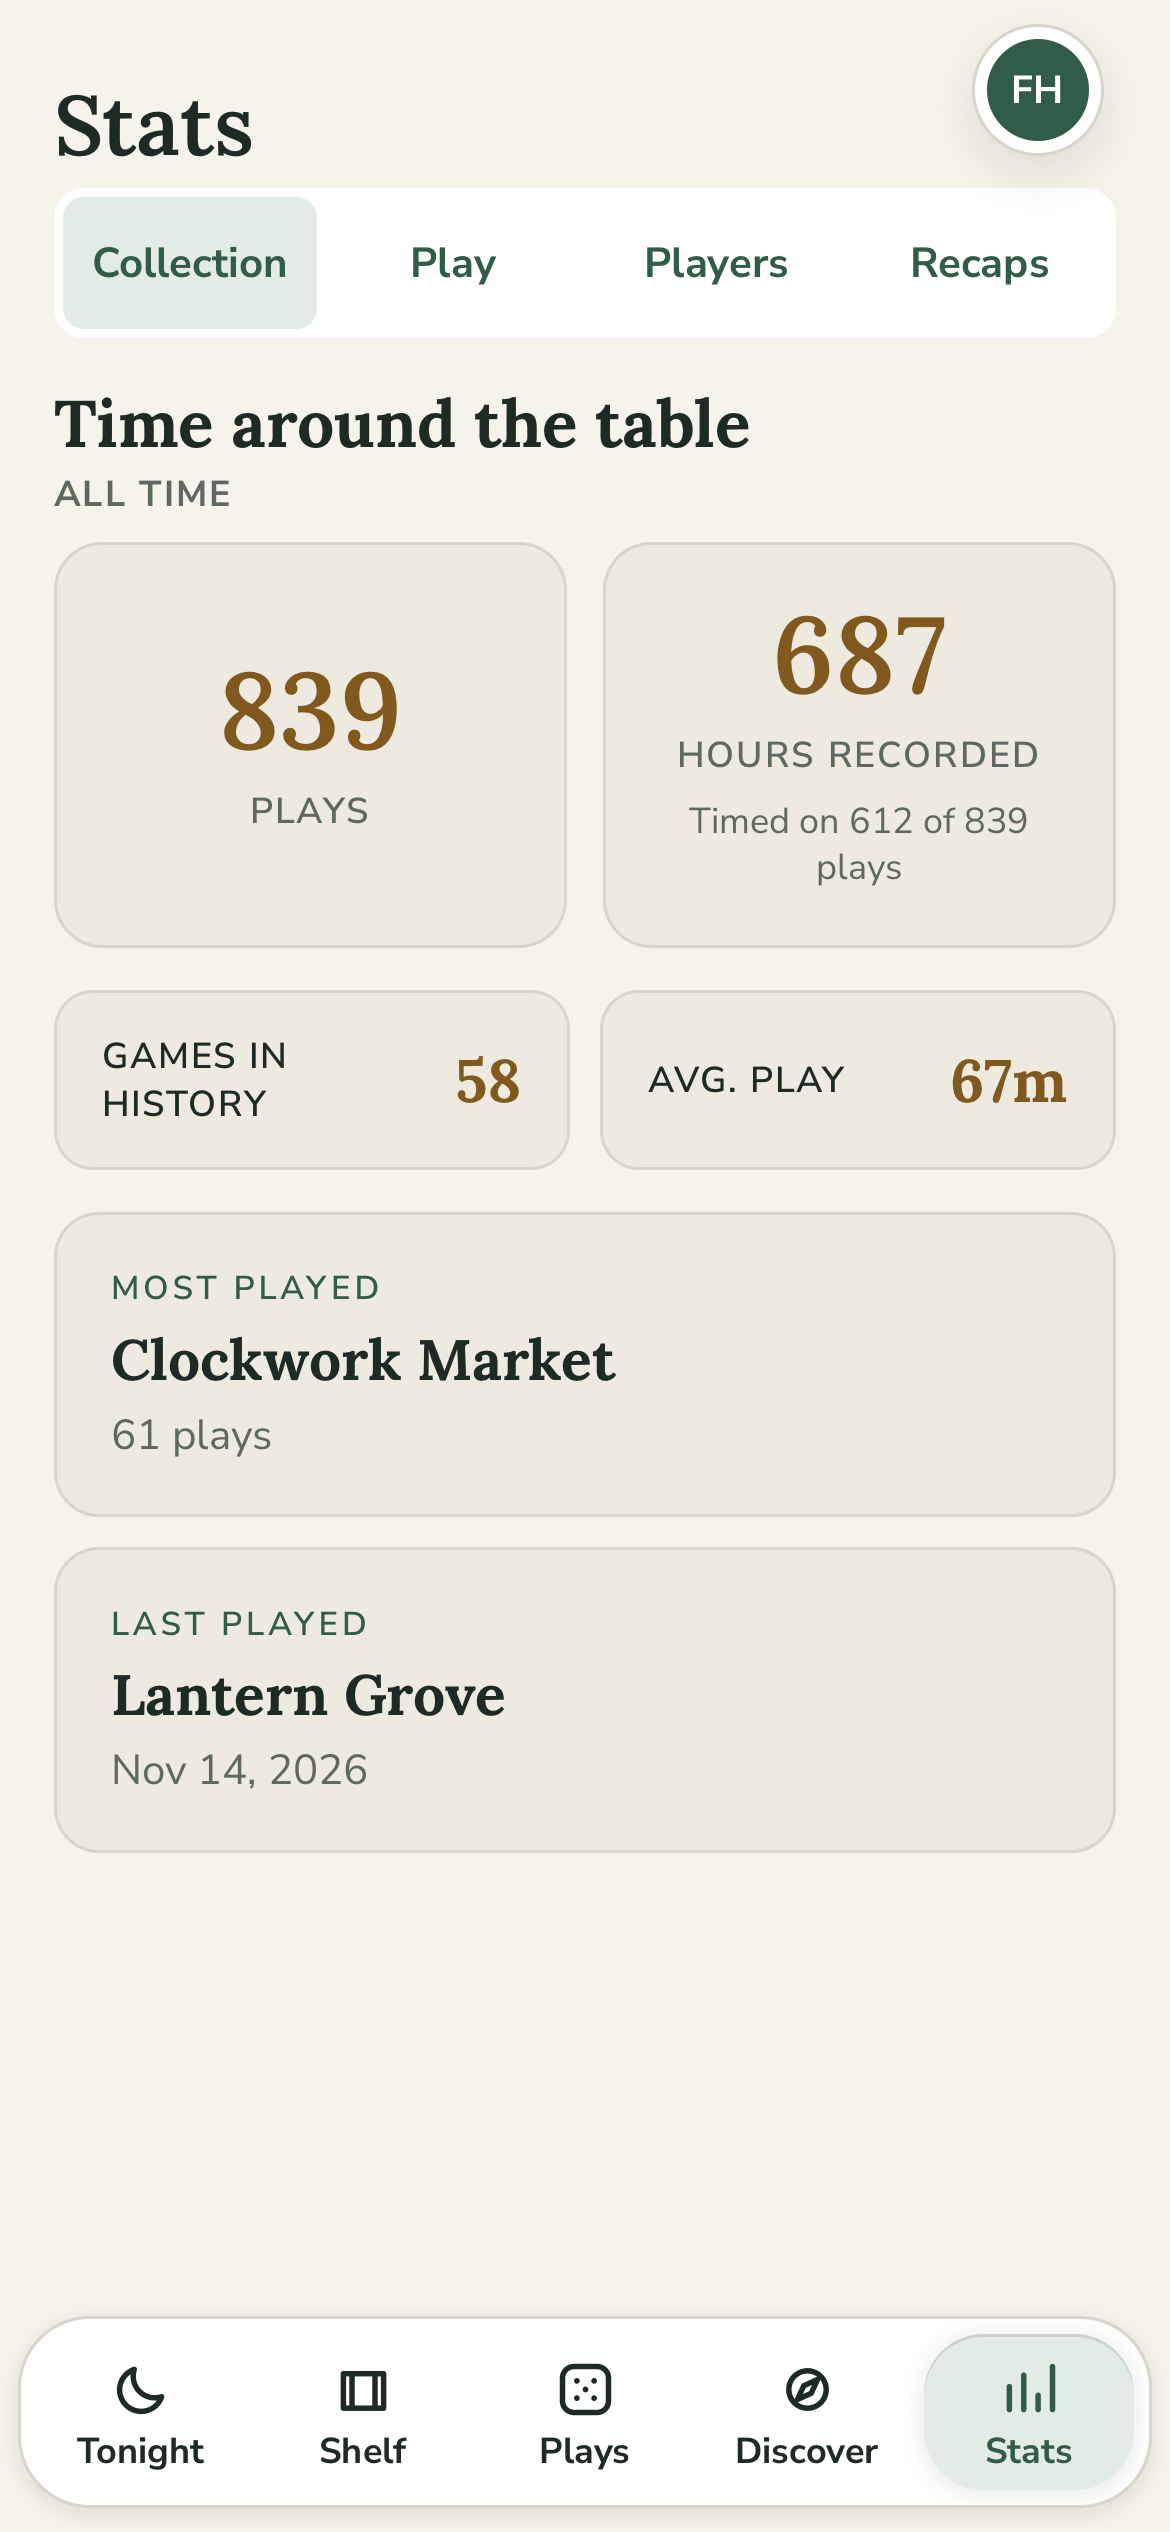 Stats
FH
Collection
Play
Players
Recaps
Time around the table
ALL TIME
839
PLAYS
687
HOURS RECORDED
Timed on 612 of 839
plays
GAMES IN
HISTORY
58
AVG. PLAY
67m
MOST PLAYED
Clockwork Market
61 plays
LAST PLAYED
Lantern Grove
Nov 14, 2026
Tonight
Shelf
Plays
Discover
Stats